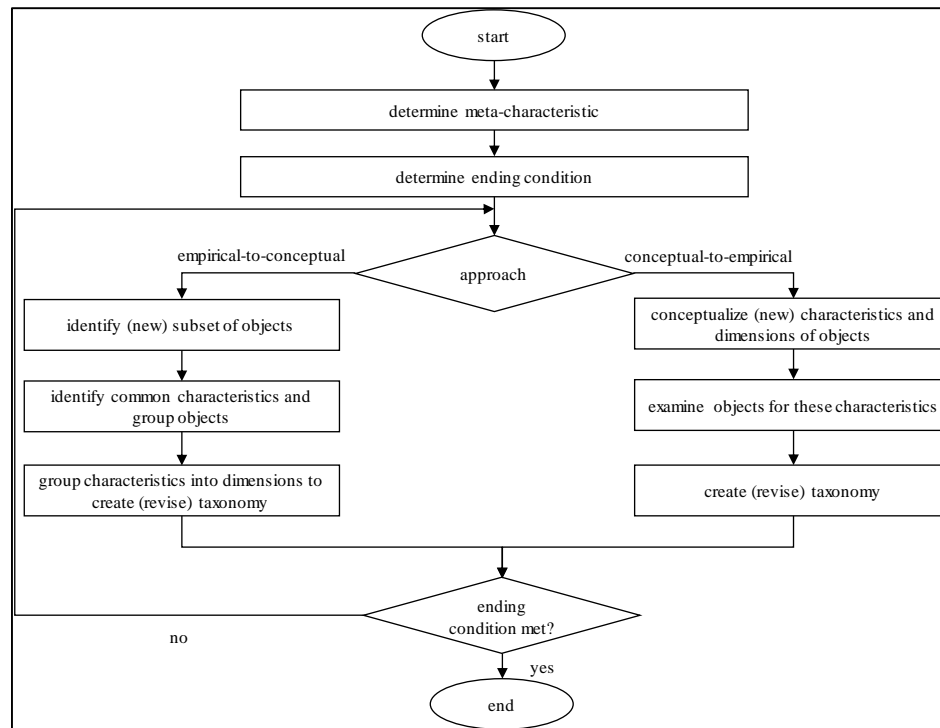 start
determine meta-characteristic
determine ending condition
empirical-to-conceptual
approach
conceptual-to-empirical
identify (new) subset of objects
identify common characteristics and
group objects
group characteristics into dimensions to
create (revise) taxonomy
conceptualize (new) characteristics and
dimensions of objects
examine objects for these characteristics
create (revise) taxonomy
ending
condition met?
no
yes
end